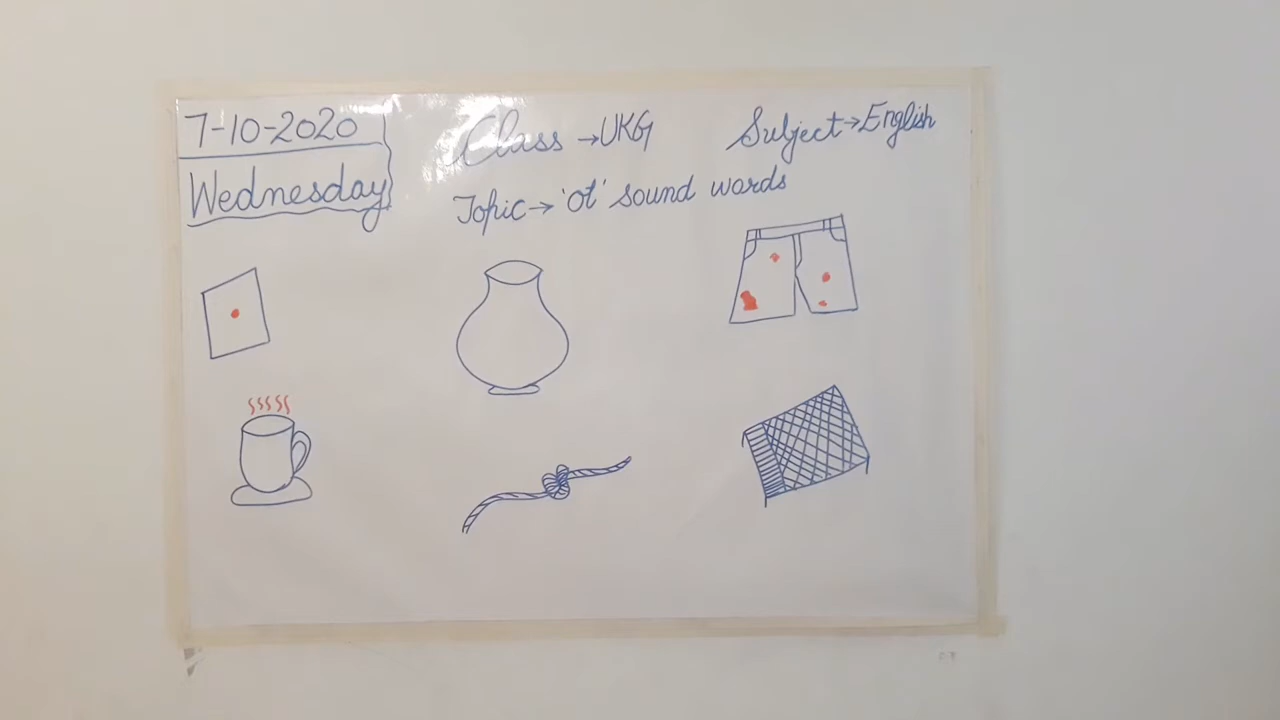 7-10-2020
Wednesday
Class → UKG
Subject → English
Topic → 'ot' sound words